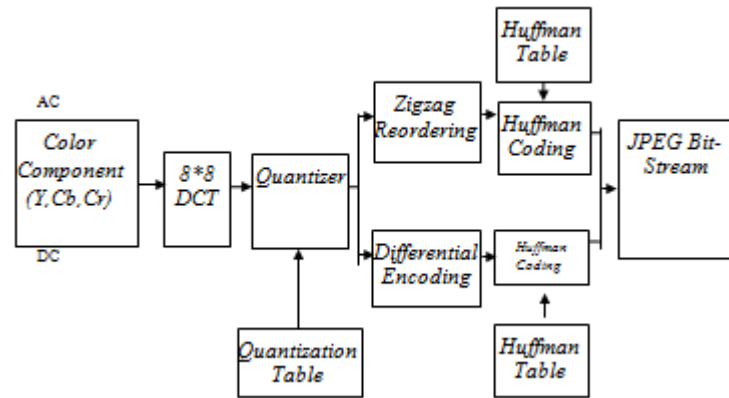 AC
Color
Component
(Y,Cb,Cr)
DC
8*8
DCT
Quantizer
Quantization
Table
Zigzag
Reordering
Differential
Encoding
Huffman
Table
Huffman
Coding
Huffman
Coding
Huffman
Table
JPEG Bit-
Stream